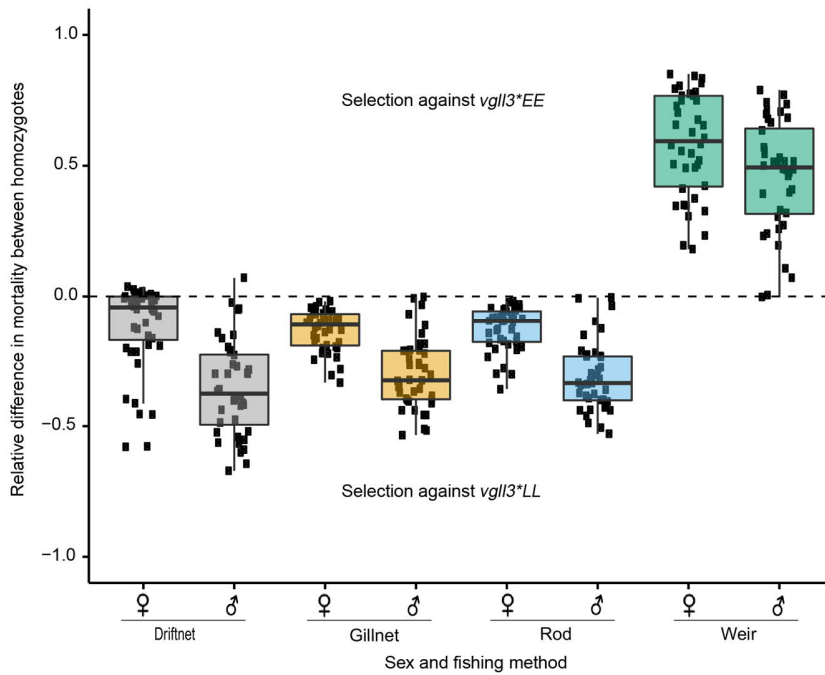 1.0
0.5
0.0
−0.5
−1.0
Relative difference in mortality between homozygotes
Selection against vgll3*EE
Selection against vgll3*LL
♀ ♂ ♀ ♂ ♀ ♂ ♀ ♂
Driftnet Gillnet Rod Weir
Sex and fishing method